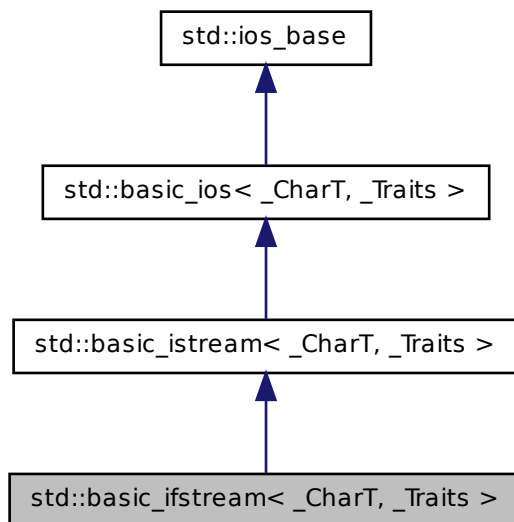 std::ios_base
std::basic_ios< _CharT, _Traits >
std::basic_istream< _CharT, _Traits >
std::basic_ifstream< _CharT, _Traits >